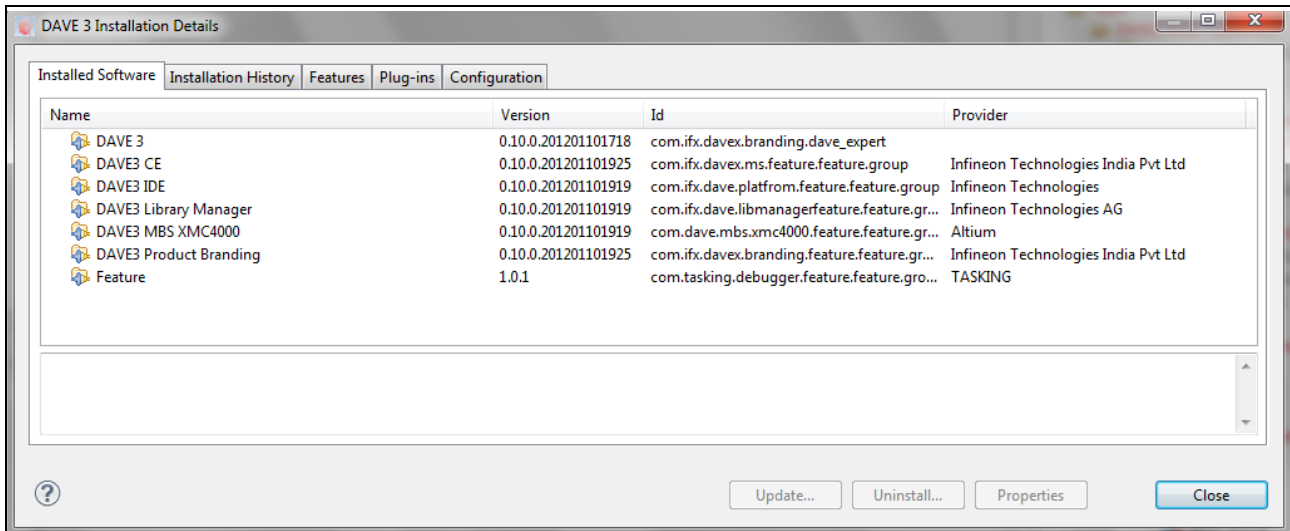 DAVE 3 Installation Details
Installed Software Installation History Features Plug-ins Configuration
Name Version Id Provider
DAVE 3 0.10.0.201201101718 com.ifx.davex.branding.dave_expert
DAVE3 CE 0.10.0.201201101925 com.ifx.davex.ms.feature.feature.group Infineon Technologies India Pvt Ltd
DAVE3 IDE 0.10.0.201201101919 com.ifx.dave.platfrom.feature.feature.group Infineon Technologies
DAVE3 Library Manager 0.10.0.201201101919 com.ifx.dave.libmanagerfeature.feature.gr... Infineon Technologies AG
DAVE3 MBS XMC4000 0.10.0.201201101919 com.dave.mbs.xmc4000.feature.feature.gr... Altium
DAVE3 Product Branding 0.10.0.201201101925 com.ifx.davex.branding.feature.feature.gr... Infineon Technologies India Pvt Ltd
Feature 1.0.1 com.tasking.debugger.feature.feature.gro... TASKING
Update... Uninstall... Properties Close